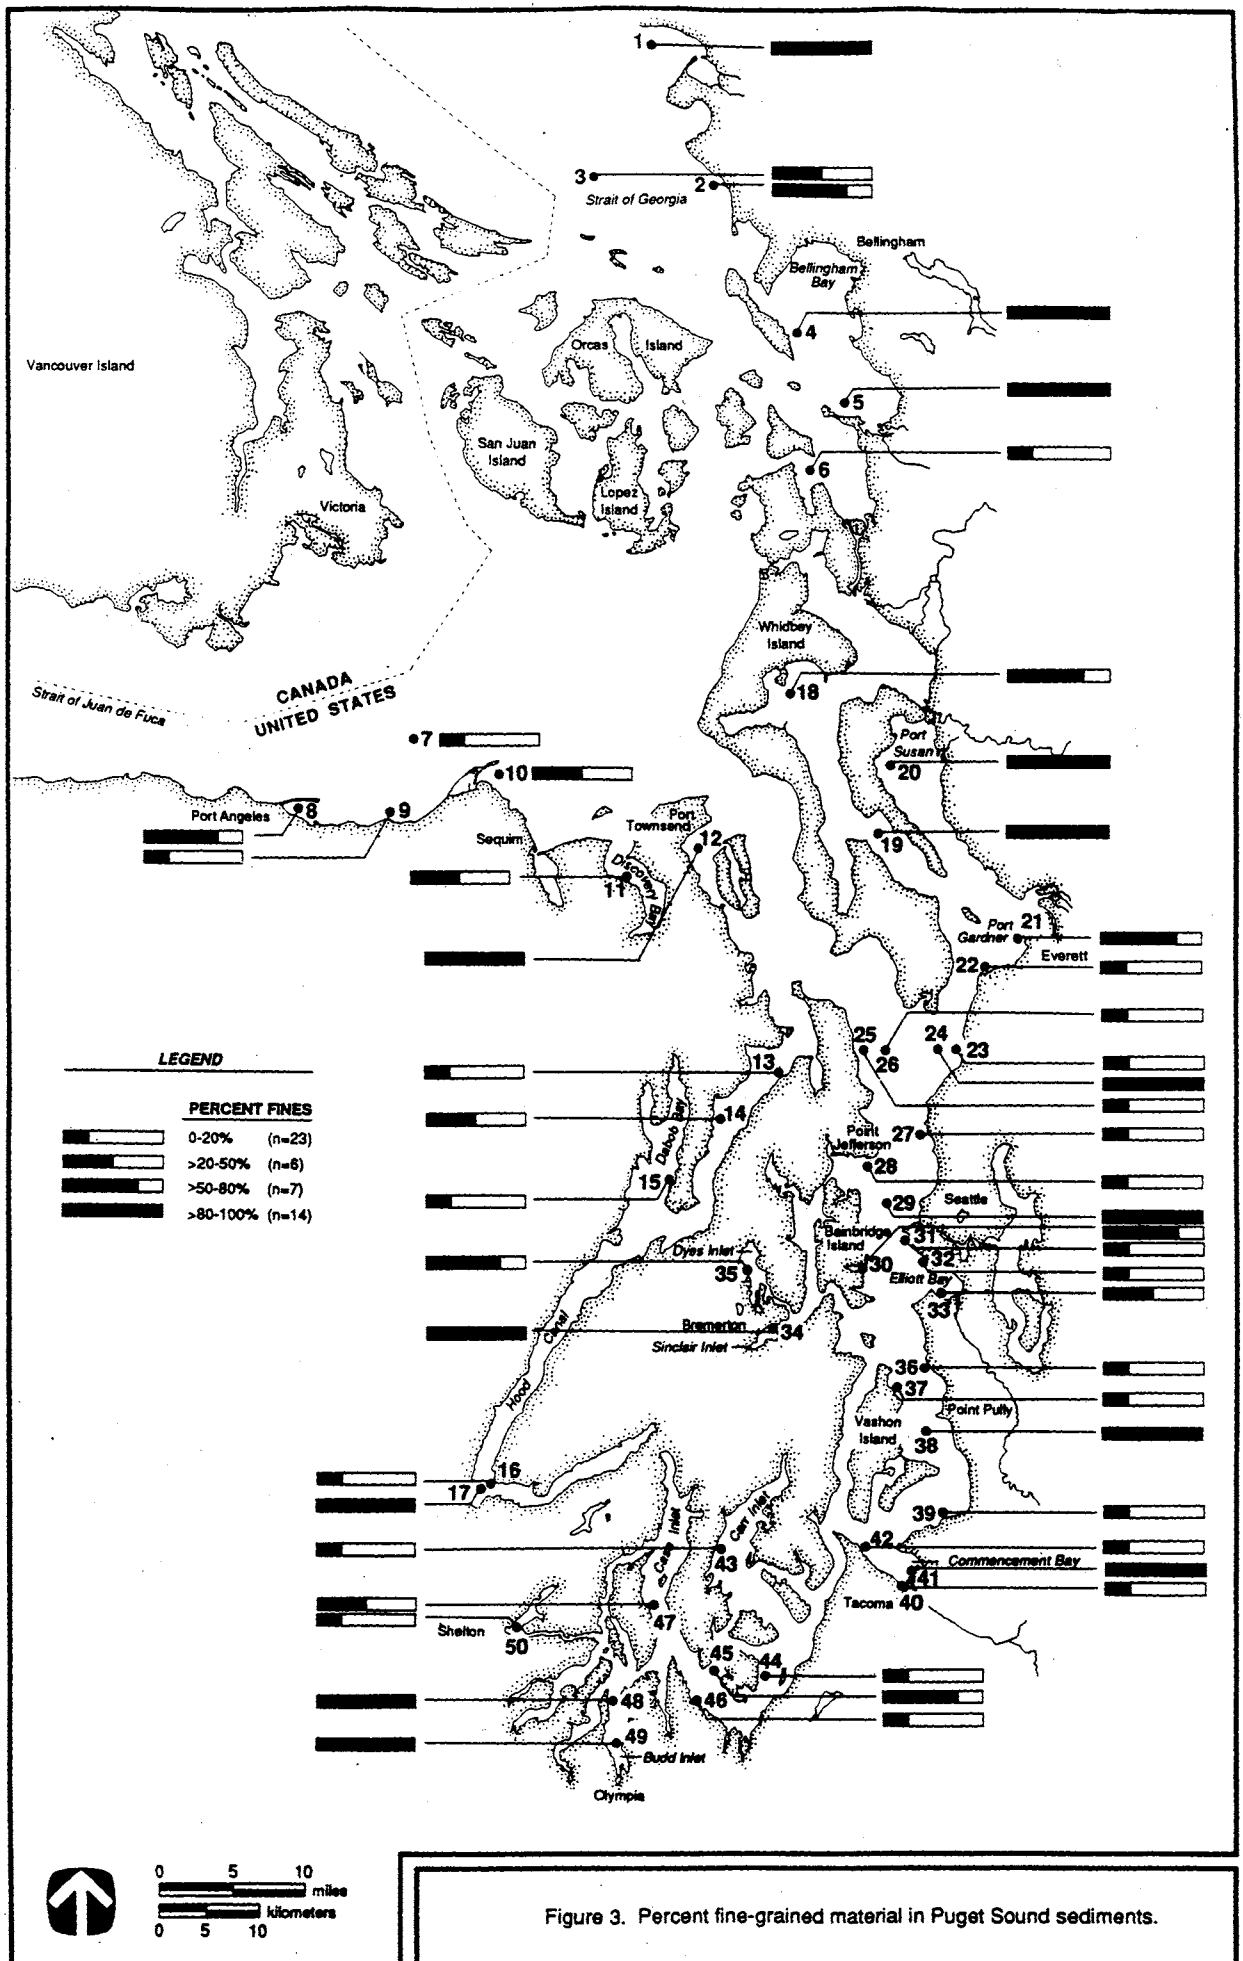 1
3
2
Strait of Georgia
Bellingham
Bellingham
Bay
4
Orcas Island
Vancouver Island
5
San Juan
Island
6
Lopez
Island
Victoria
Whidbey
Island
CANADA
UNITED STATES
Strait of Juan de Fuca
18
7
Port
Susan
20
10
8
9
Port Angeles
Port
Townsend
Sequim
12
19
Discovery Bay
11
21
Port
Gardner
Everett
22
25
26
24
23
LEGEND
13
PERCENT FINES
0-20% (n=23)
>20-50% (n=6)
>50-80% (n=7)
>80-100% (n=14)
14
Dabob Bay
27
Point
Jefferson
28
15
29
Seattle
Bainbridge
Island
31
Dyes Inlet
35
30
32
Elliott Bay
33
Hood Canal
Bremerton
34
Sinclair Inlet
36
37
Point Pully
Vashon
Island
38
16
17
Case Inlet
Carr Inlet
39
42
43
Commencement Bay
41
40
Tacoma
47
Shelton
50
45
44
48
46
49
Budd Inlet
Olympia
0 5 10
miles
kilometers
0 5 10
Figure 3. Percent fine-grained material in Puget Sound sediments.